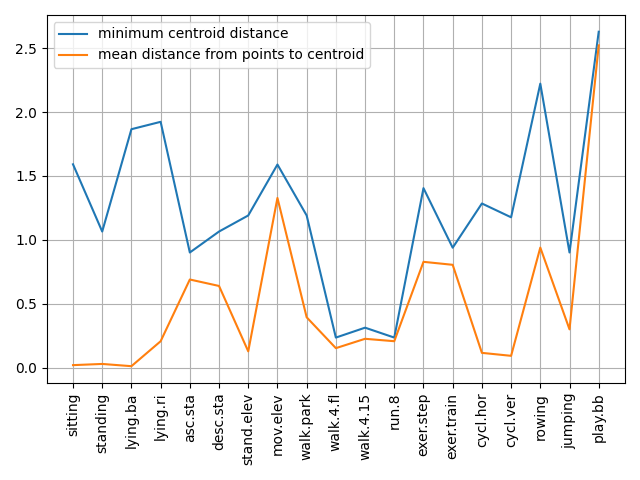 minimum centroid distance
mean distance from points to centroid
2.5
2.0
1.5
1.0
0.5
0.0
sitting
standing
lying.ba
lying.ri
asc.sta
desc.sta
stand.elev
mov.elev
walk.park
walk.4.fl
walk.4.15
run.8
exer.step
exer.train
cycl.hor
cycl.ver
rowing
jumping
play.bb